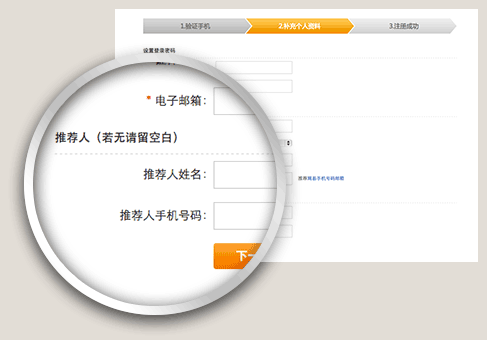 1.验证手机
2.补充个人资料
3.注册成功
设置登录密码
* 电子邮箱：
推荐人（若无请留空白）
推荐人姓名：
推荐人手机号码：
下一